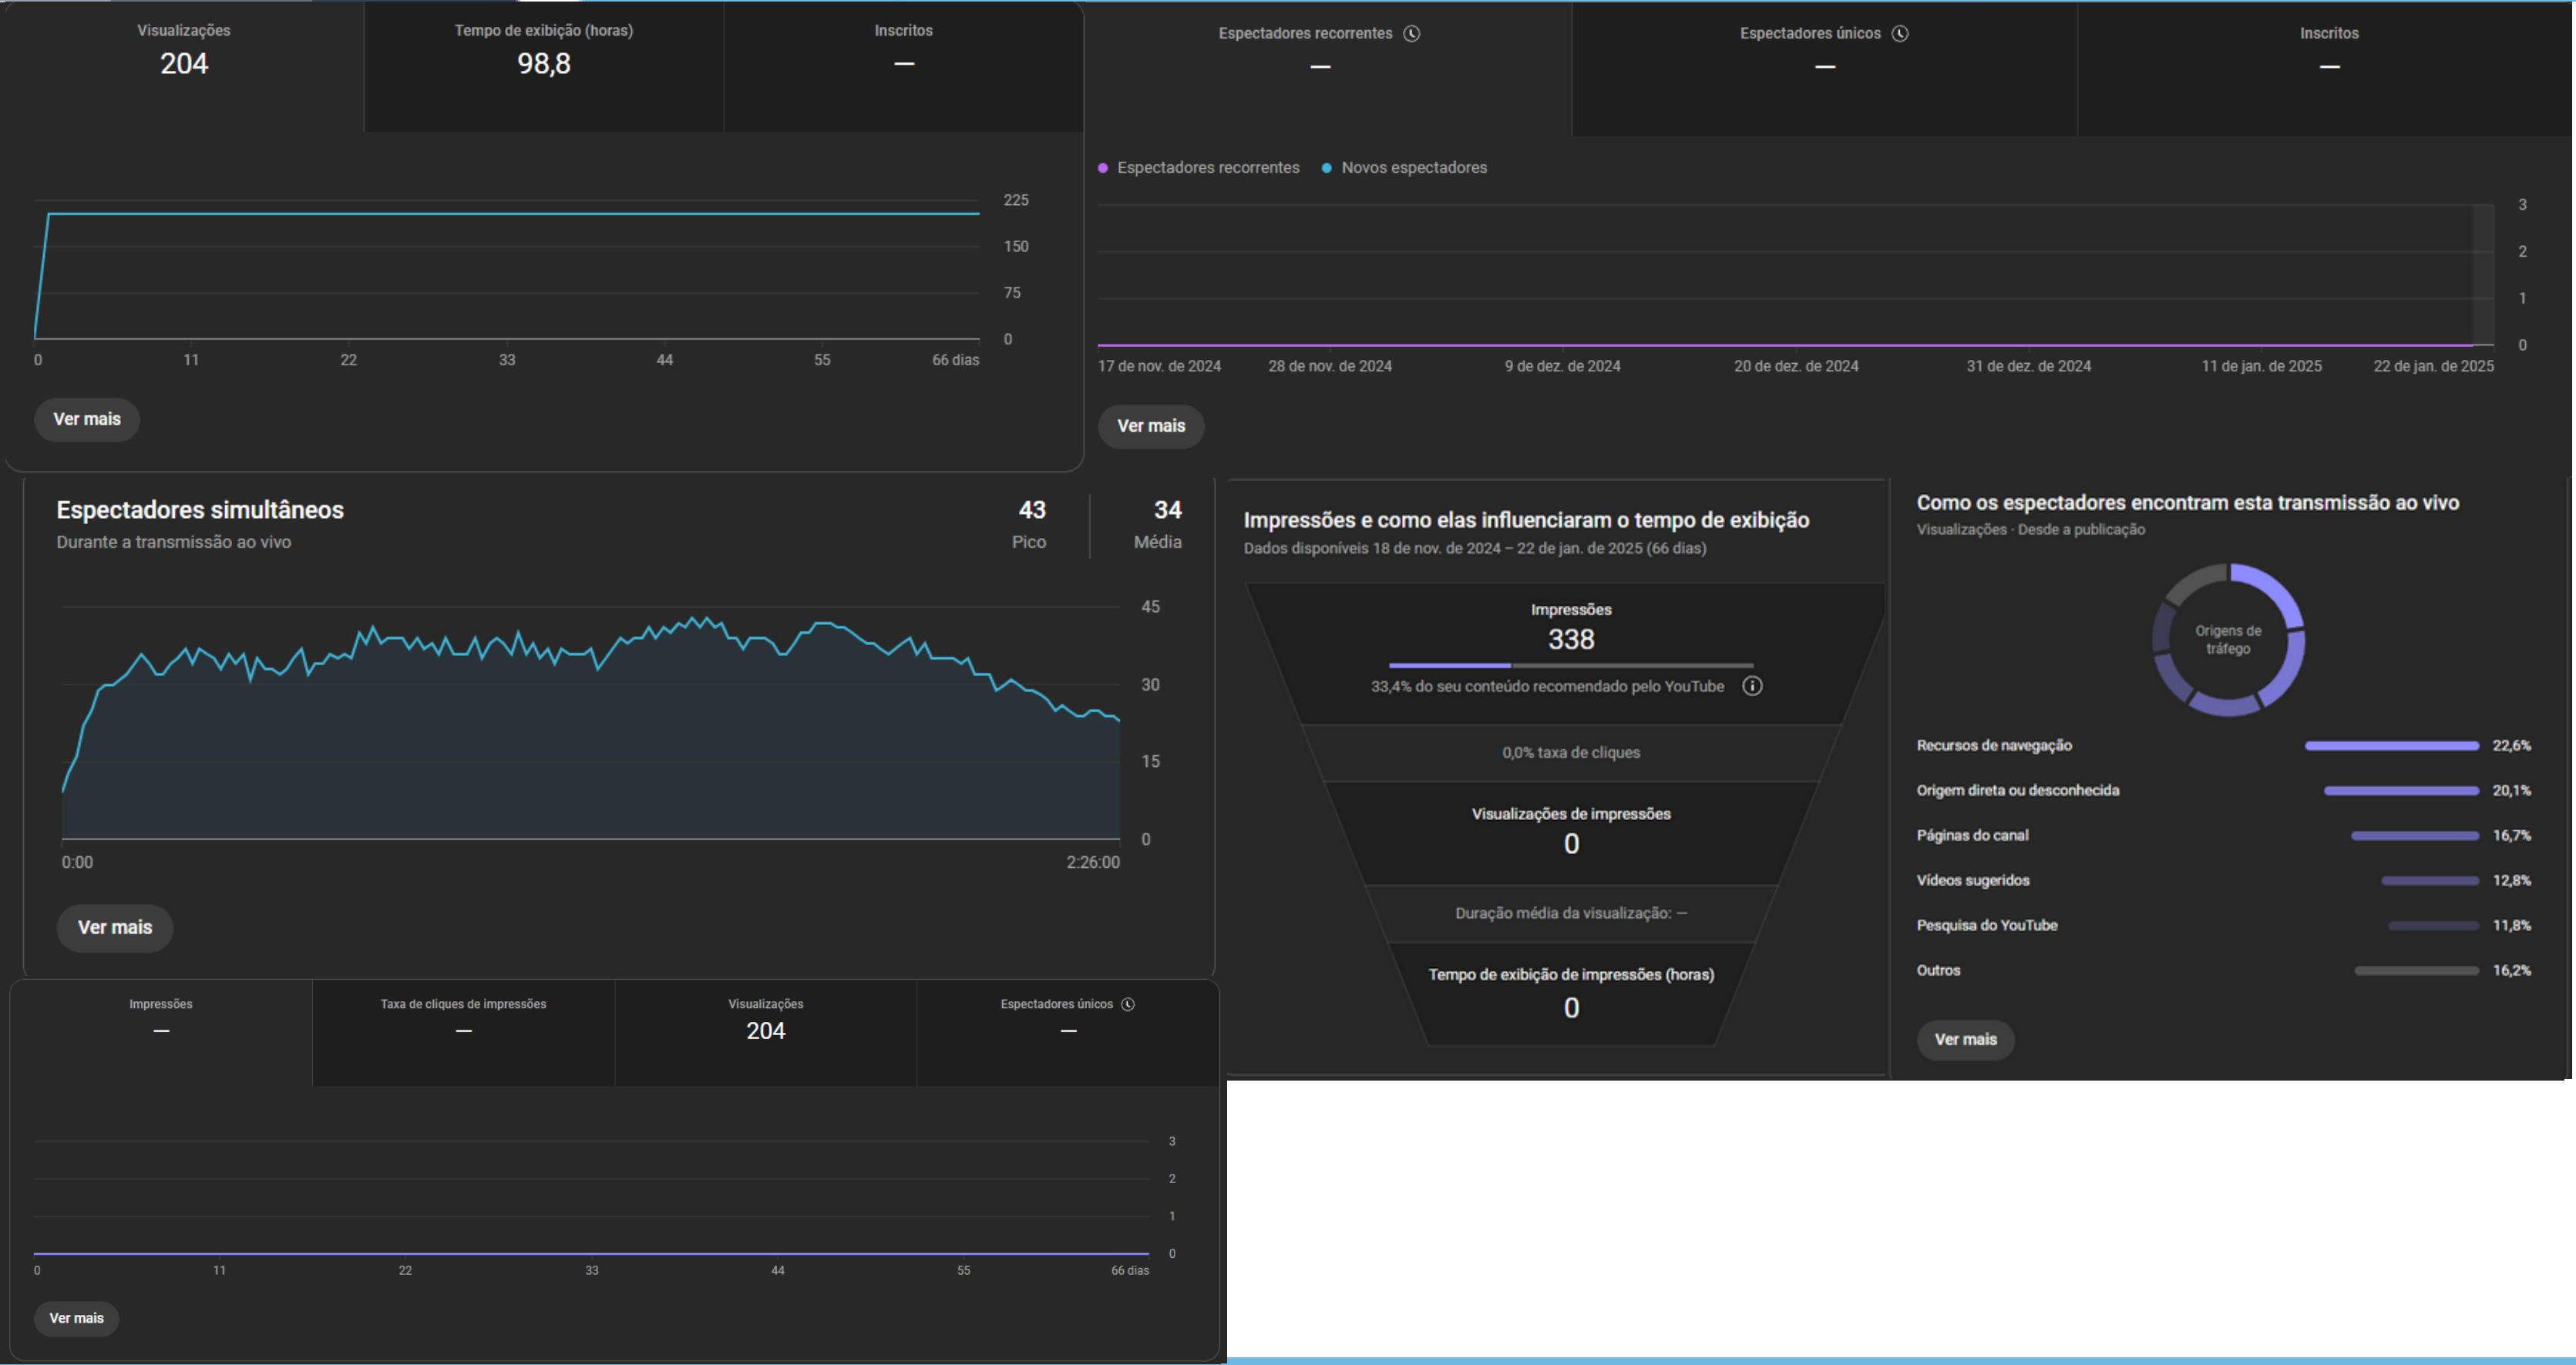 Visualizações
204
Tempo de exibição (horas)
98,8
Inscritos
—
225
150
75
0
0 11 22 33 44 55 66 dias
Ver mais
Espectadores recorrentes
—
Espectadores únicos
—
Inscritos
—
Espectadores recorrentes Novos espectadores
3
2
1
0
17 de nov. de 2024 28 de nov. de 2024 9 de dez. de 2024 20 de dez. de 2024 31 de dez. de 2024 11 de jan. de 2025 22 de jan. de 2025
Ver mais
Espectadores simultâneos
Durante a transmissão ao vivo
43
Pico
34
Média
45
30
15
0
0:00 2:26:00
Ver mais
Impressões e como elas influenciaram o tempo de exibição
Dados disponíveis 18 de nov. de 2024 – 22 de jan. de 2025 (66 dias)
Impressões
338
33,4% do seu conteúdo recomendado pelo YouTube
0,0% taxa de cliques
Visualizações de impressões
0
Duração média da visualização: —
Tempo de exibição de impressões (horas)
0
Como os espectadores encontram esta transmissão ao vivo
Visualizações · Desde a publicação
Origens de
tráfego
Recursos de navegação 22,6%
Origem direta ou desconhecida 20,1%
Páginas do canal 16,7%
Vídeos sugeridos 12,8%
Pesquisa do YouTube 11,8%
Outros 16,2%
Ver mais
Impressões
—
Taxa de cliques de impressões
—
Visualizações
204
Espectadores únicos
—
3
2
1
0
0 11 22 33 44 55 66 dias
Ver mais